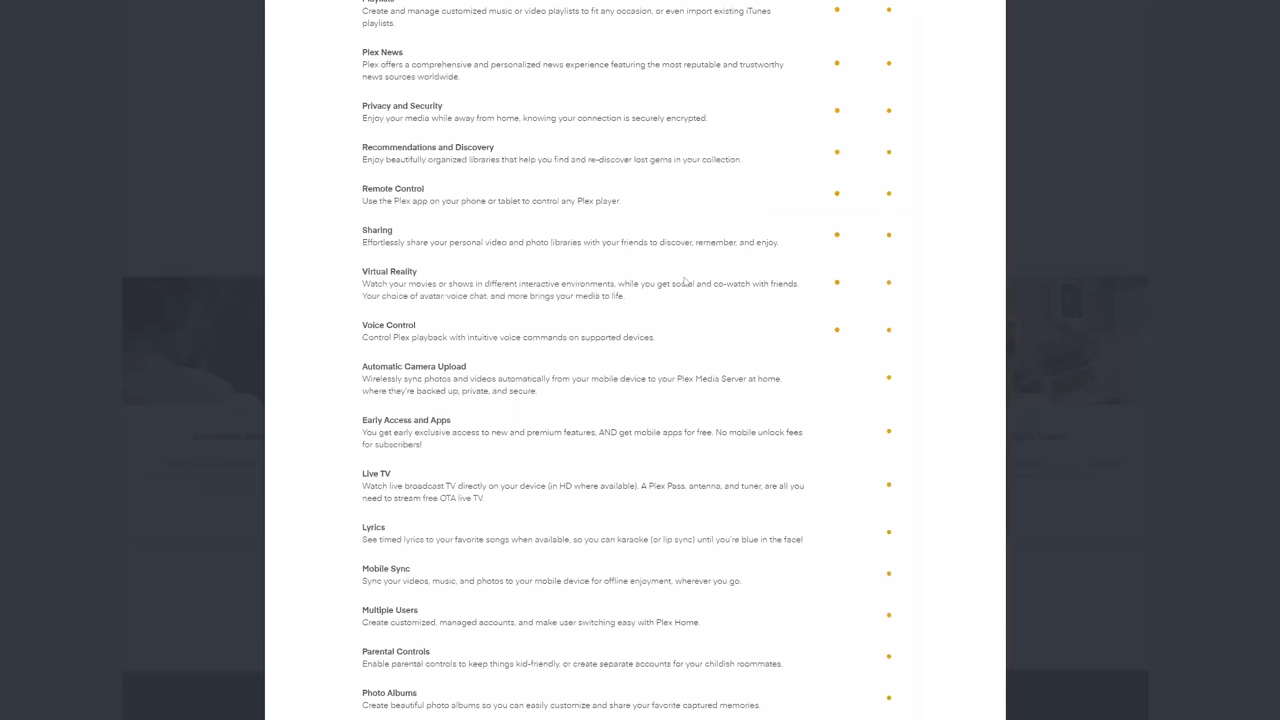 Playlists
Create and manage customized music or video playlists to fit any occasion, or even import existing iTunes
playlists.
Plex News
Plex offers a comprehensive and personalized news experience featuring the most reputable and trustworthy
news sources worldwide.
Privacy and Security
Enjoy your media while away from home, knowing your connection is securely encrypted.
Recommendations and Discovery
Enjoy beautifully organized libraries that help you find and re-discover lost gems in your collection.
Remote Control
Use the Plex app on your phone or tablet to control any Plex player.
Sharing
Effortlessly share your personal video and photo libraries with your friends to discover, remember, and enjoy.
Virtual Reality
Watch your movies or shows in different interactive environments, while you get social and co-watch with friends.
Your choice of avatar, voice chat, and more brings your media to life.
Voice Control
Control Plex playback with intuitive voice commands on supported devices.
Automatic Camera Upload
Wirelessly sync photos and videos automatically from your mobile device to your Plex Media Server at home,
where they're backed up, private, and secure.
Early Access and Apps
You get early exclusive access to new and premium features, AND get mobile apps for free. No mobile unlock fees
for subscribers!
Live TV
Watch live broadcast TV directly on your device (in HD where available). A Plex Pass, antenna, and tuner, are all you
need to stream free OTA live TV.
Lyrics
See timed lyrics to your favorite songs when available, so you can karaoke (or lip sync) until you're blue in the face!
Mobile Sync
Sync your videos, music, and photos to your mobile device for offline enjoyment, wherever you go.
Multiple Users
Create customized, managed accounts, and make user switching easy with Plex Home.
Parental Controls
Enable parental controls to keep things kid-friendly, or create separate accounts for your childish roommates.
Photo Albums
Create beautiful photo albums so you can easily customize and share your favorite captured memories.